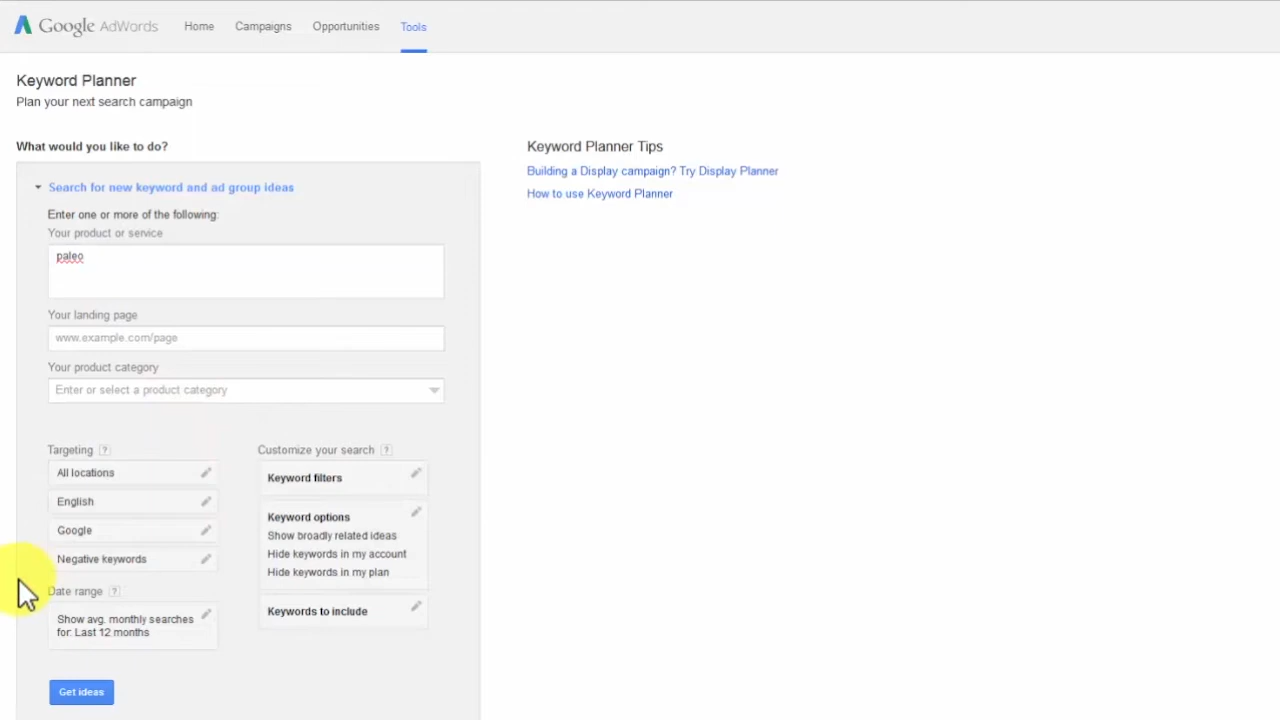 Google AdWords Home Campaigns Opportunities Tools
Keyword Planner
Plan your next search campaign
What would you like to do?
Search for new keyword and ad group ideas
Enter one or more of the following:
Your product or service
paleo
Your landing page
www.example.com/page
Your product category
Enter or select a product category
Targeting ?
All locations
English
Google
Negative keywords
Date range ?
Show avg. monthly searches
for: Last 12 months
Customize your search ?
Keyword filters
Keyword options
Show broadly related ideas
Hide keywords in my account
Hide keywords in my plan
Keywords to include
Get ideas
Keyword Planner Tips
Building a Display campaign? Try Display Planner
How to use Keyword Planner